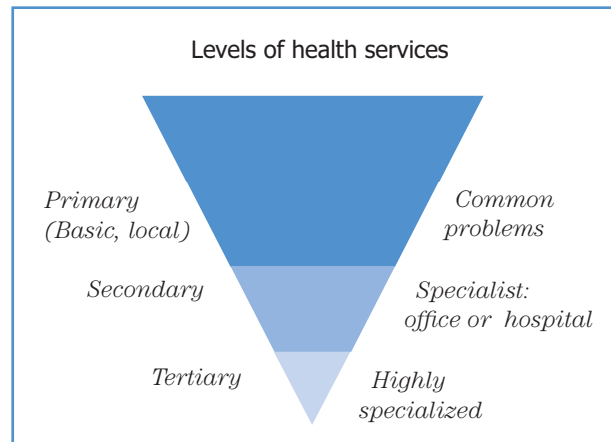 Levels of health services
Primary
(Basic, local)
Common
problems
Secondary
Specialist:
office or hospital
Tertiary
Highly
specialized